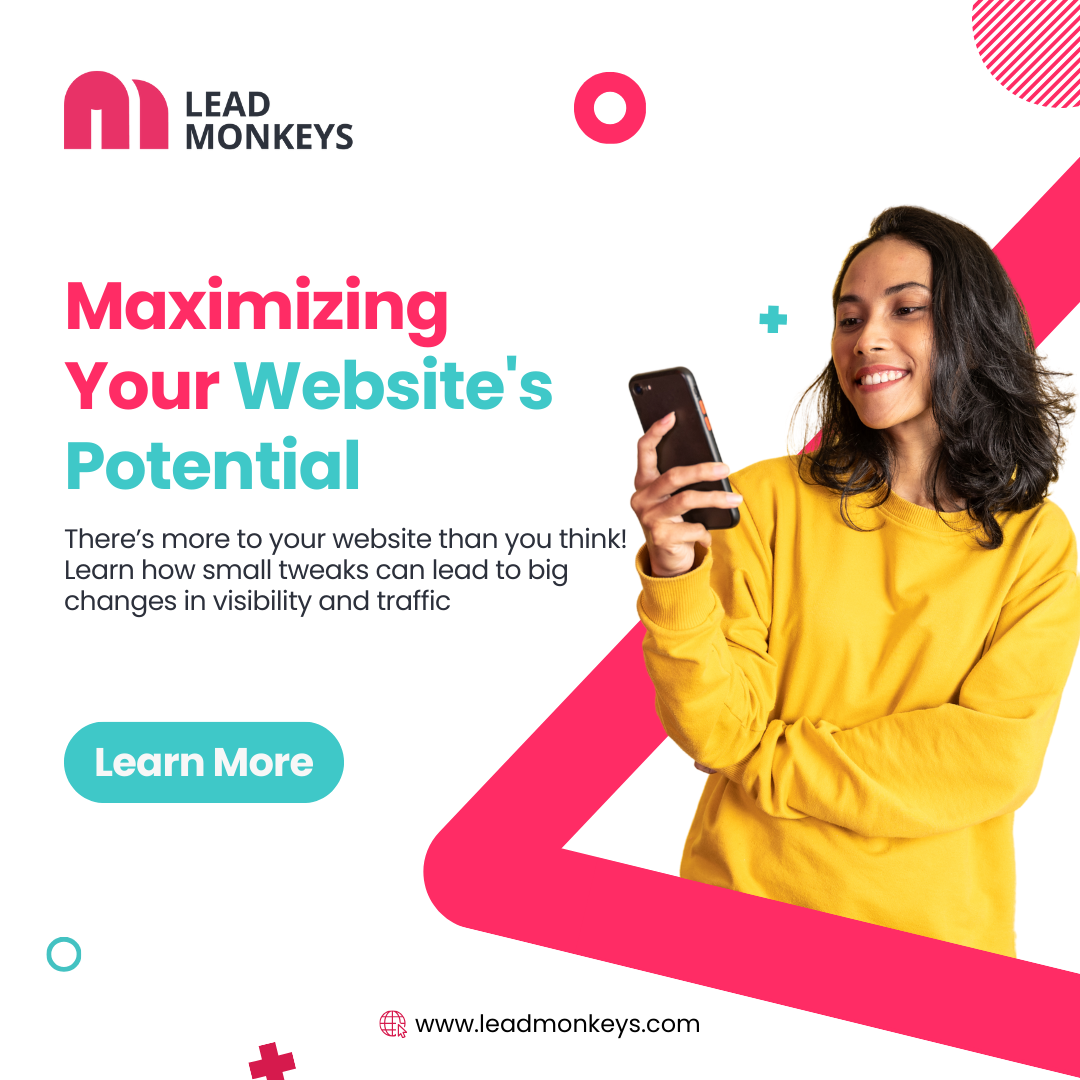 LEAD
MONKEYS
Maximizing
Your Website's
Potential
There’s more to your website than you think!
Learn how small tweaks can lead to big
changes in visibility and traffic
Learn More
www.leadmonkeys.com